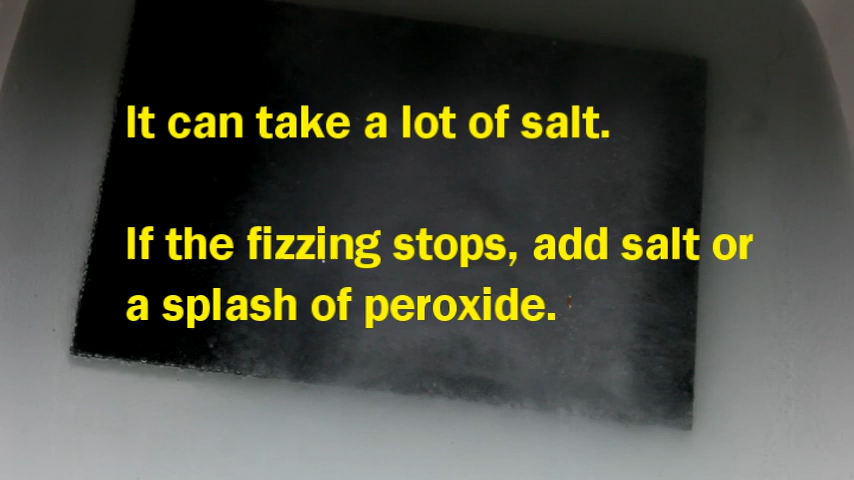 It can take a lot of salt.
If the fizzing stops, add salt or
a splash of peroxide.